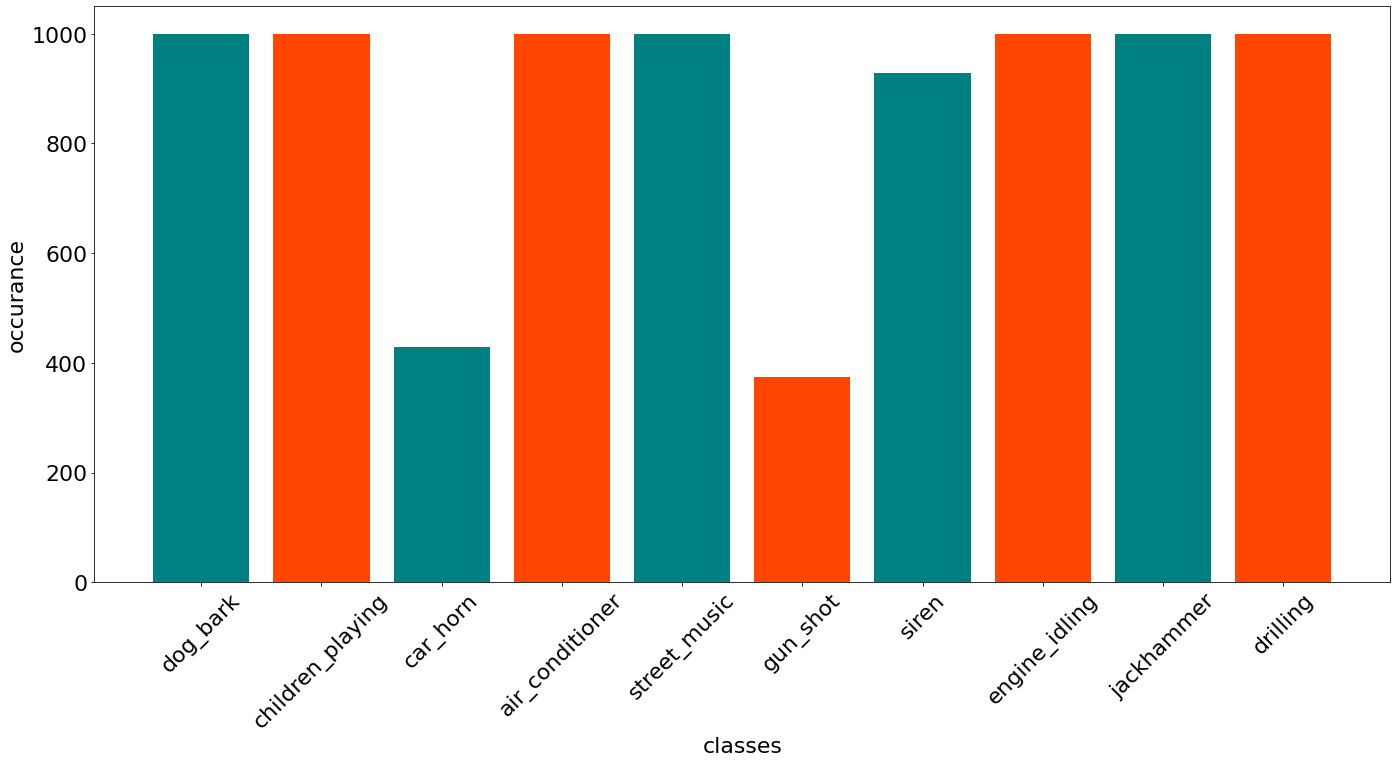 1000
800
600
400
200
0
occurance
dog_bark
children_playing
car_horn
air_conditioner
street_music
gun_shot
siren
engine_idling
jackhammer
drilling
classes